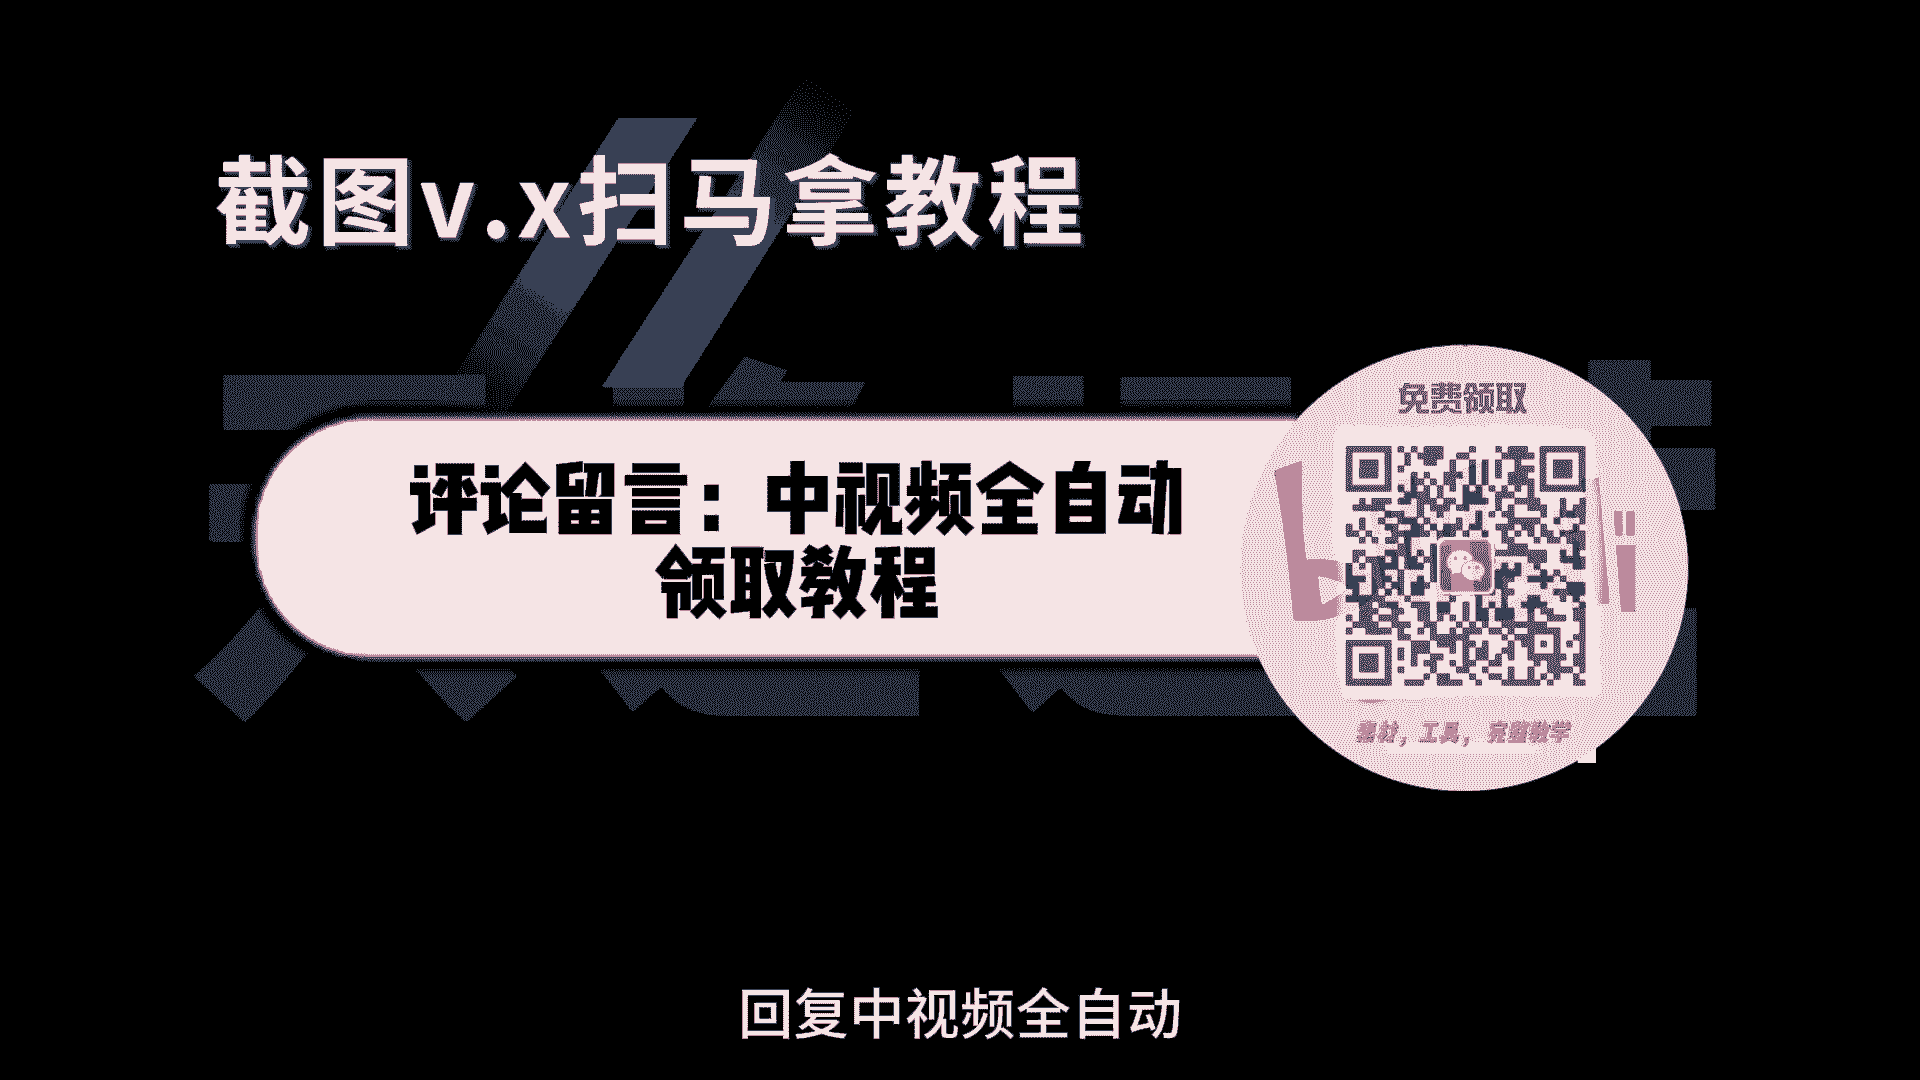 截图v.x扫马拿教程
评论留言：中视频全自动
领取教程
免费领取
素材，工具，完整教学
回复中视频全自动